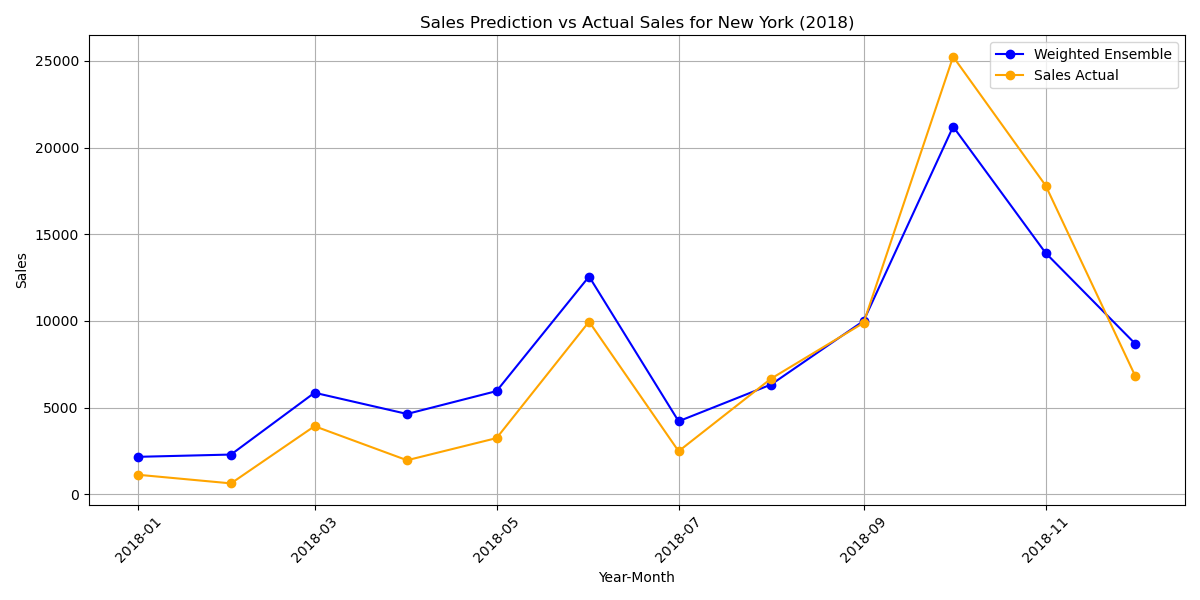 Sales Prediction vs Actual Sales for New York (2018)
Weighted Ensemble
Sales Actual
25000
20000
15000
10000
5000
0
Sales
2018-01
2018-03
2018-05
2018-07
2018-09
2018-11
Year-Month